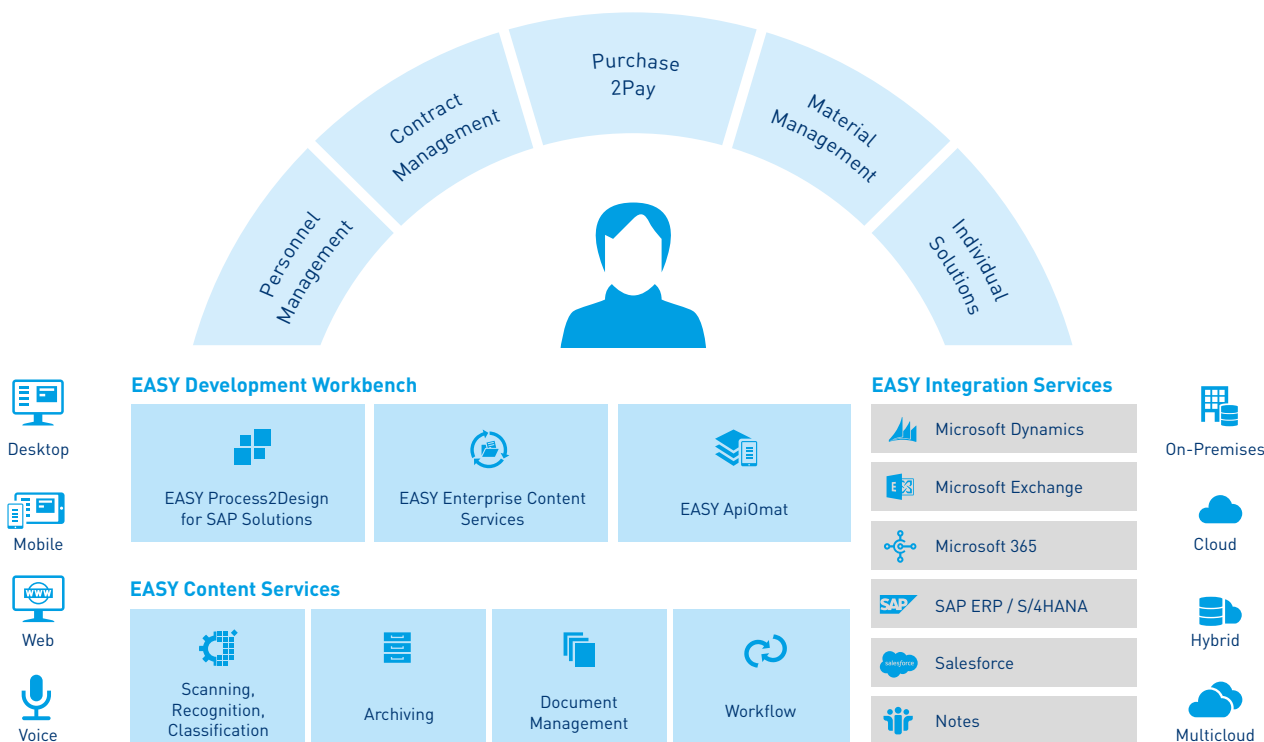 Purchase
2Pay
Contract
Management
Material
Management
Personnel
Management
Individual
Solutions
EASY Development Workbench
EASY Integration Services
Desktop
Mobile
WWW
Web
Voice
EASY Process2Design
for SAP Solutions
EASY Enterprise Content
Services
EASY ApiOmat
EASY Content Services
Scanning,
Recognition,
Classification
Archiving
Document
Management
Workflow
Microsoft Dynamics
E
Microsoft Exchange
Microsoft 365
SAP
SAP ERP / S/4HANA
salesforce
Salesforce
Notes
On-Premises
Cloud
Hybrid
Multicloud